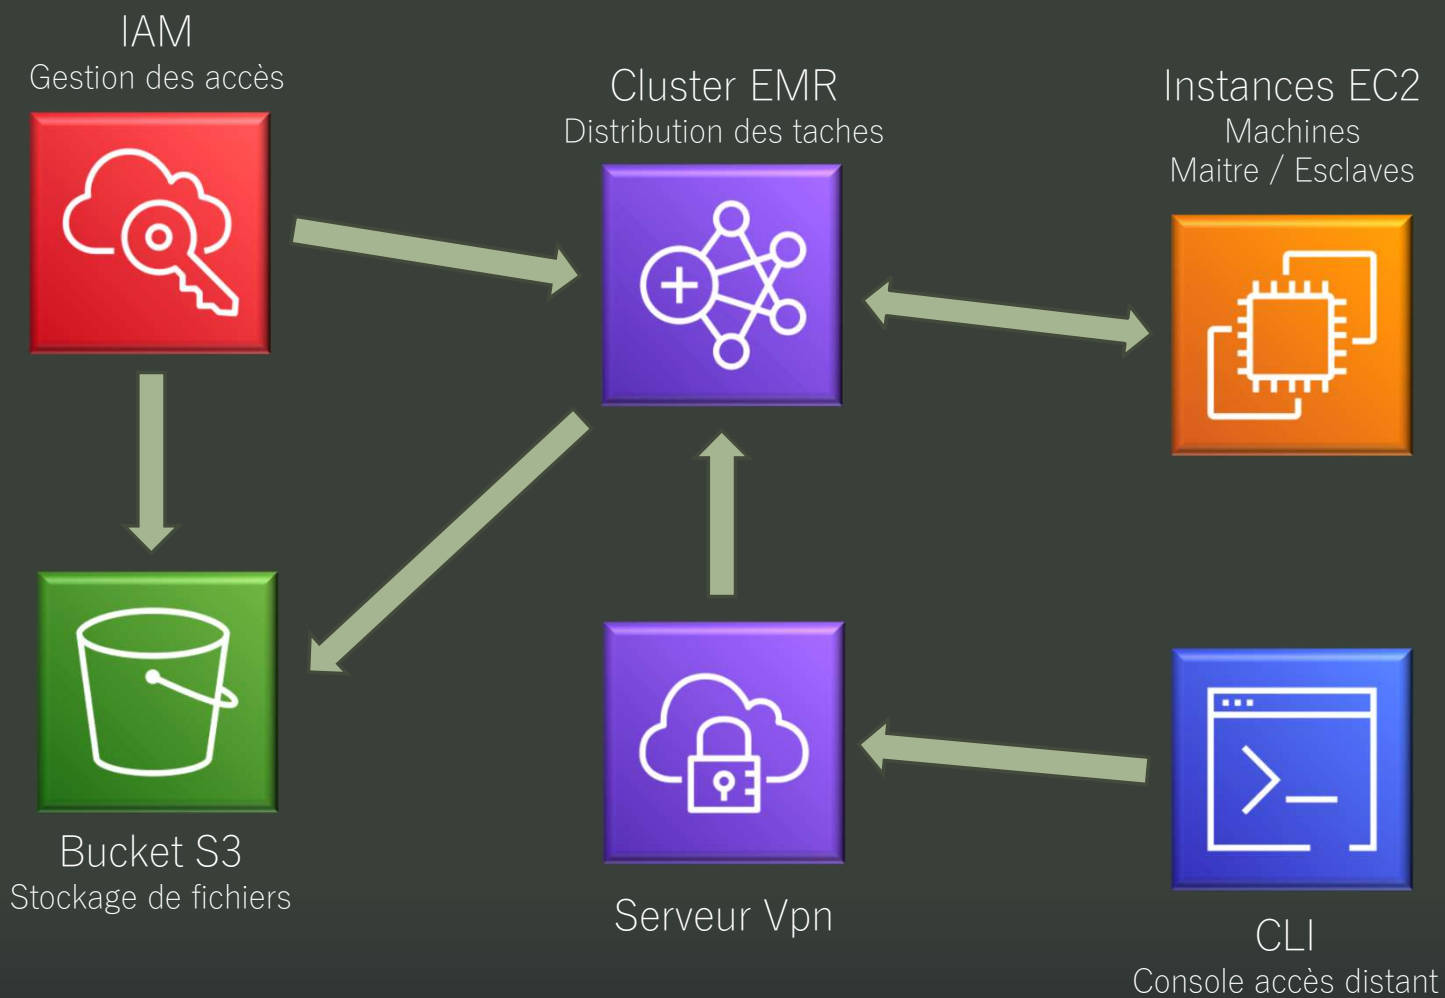 IAM
Gestion des accès
Cluster EMR
Distribution des taches
Instances EC2
Machines
Maitre / Esclaves
Bucket S3
Stockage de fichiers
Serveur Vpn
CLI
Console accès distant